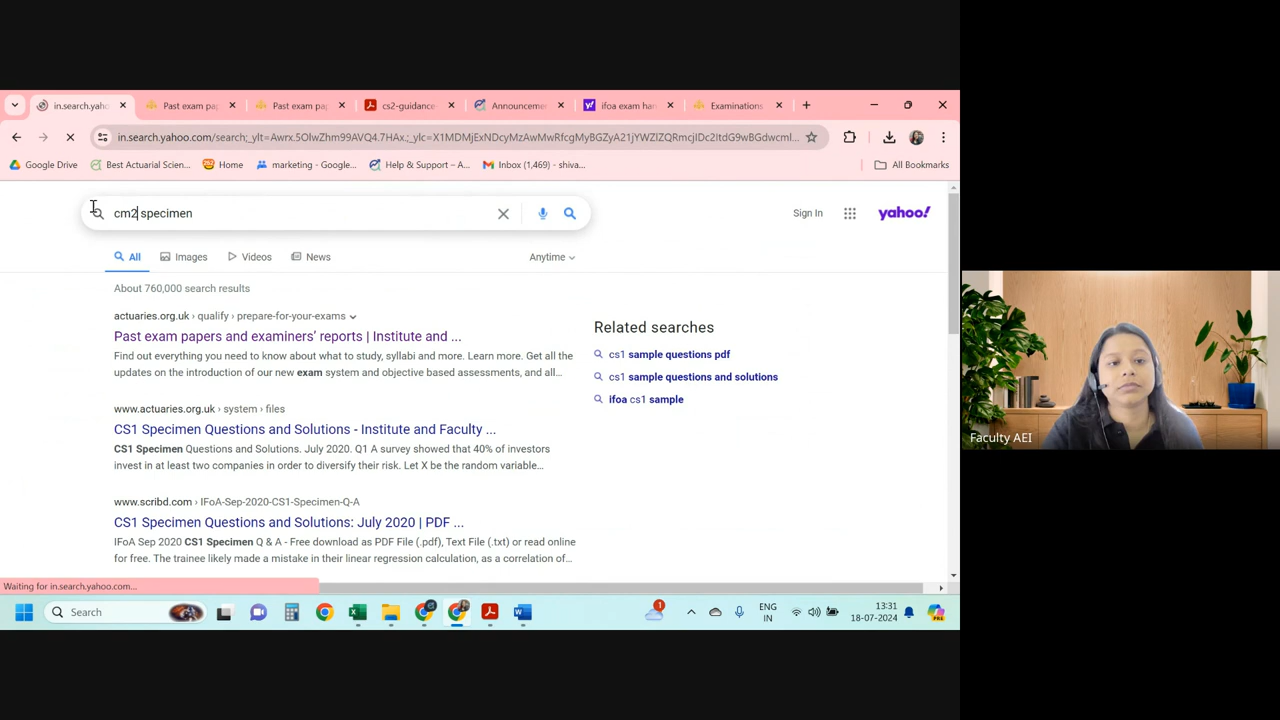 in.search.yaho
Past exam pap
Past exam pap
cs2-guidance-
Announceme
ifoa exam han
Examinations
in.search.yahoo.com/search;_ylt=Awrx.5OlwZhm99AVQ4.7HAx.;_ylc=X1MDMjExNDcyMzAwMwRfcgMyBGZyA21jYWZlZQRmcjIDc2ItdG9wBGdwcml...
Google Drive
Best Actuarial Scien...
Home
marketing - Google...
Help & Support – A...
Inbox (1,469) - shiva...
All Bookmarks
cm2 specimen
Sign In
yahoo!
All
Images
Videos
News
Anytime
About 760,000 search results
actuaries.org.uk › qualify › prepare-for-your-exams
Past exam papers and examiners’ reports | Institute and ...
Find out everything you need to know about what to study, syllabi and more. Learn more. Get all the
updates on the introduction of our new exam system and objective based assessments, and all...
www.actuaries.org.uk › system › files
CS1 Specimen Questions and Solutions - Institute and Faculty ...
CS1 Specimen Questions and Solutions. July 2020. Q1 A survey showed that 40% of investors
invest in at least two companies in order to diversify their risk. Let X be the random variable...
www.scribd.com › IFoA-Sep-2020-CS1-Specimen-Q-A
CS1 Specimen Questions and Solutions: July 2020 | PDF ...
IFoA Sep 2020 CS1 Specimen Q & A - Free download as PDF File (.pdf), Text File (.txt) or read online
for free. The trainee likely made a mistake in their linear regression calculation, as a correlation of...
Related searches
cs1 sample questions pdf
cs1 sample questions and solutions
ifoa cs1 sample
Waiting for in.search.yahoo.com...
Search
1
ENG
IN
13:31
18-07-2024
Faculty AEI